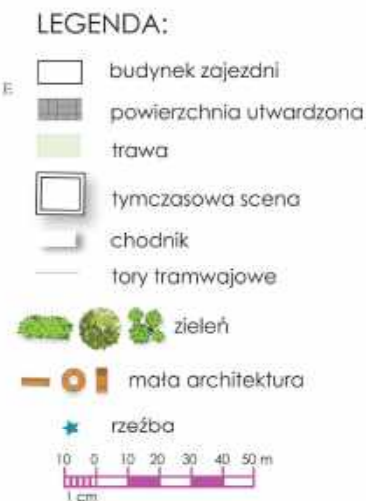 LEGENDA:
budynek zajezdni
E
powierzchnia utwardzona
trawa
tymczasowa scena
chodnik
tory tramwajowe
zieleń
mała architektura
rzeźba
10 0 10 20 30 40 50 m
1 cm